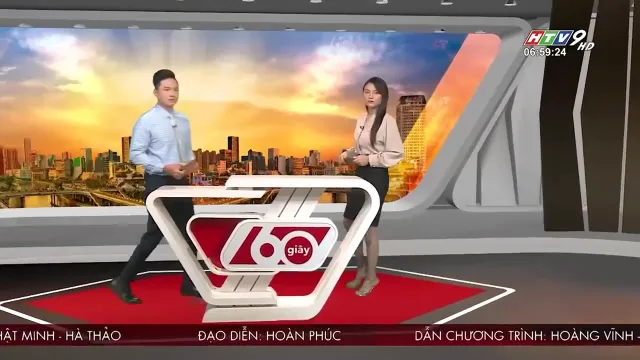 HTV9 HD
06:59:24
60 giây
HẬT MINH - HÀ THẢO ĐẠO DIỄN: HOÀN PHÚC DẪN CHƯƠNG TRÌNH: HOÀNG VĨNH -